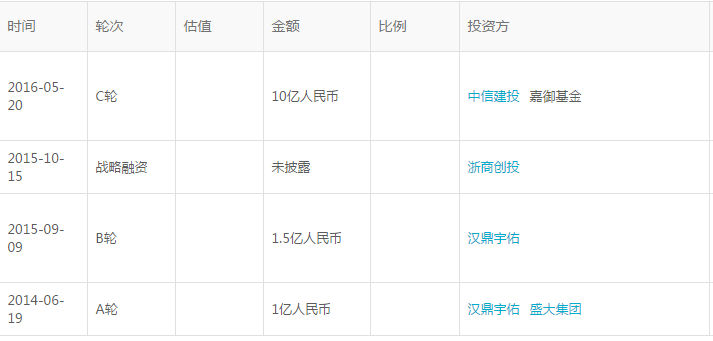 时间 轮次 估值 金额 比例 投资方
2016-05-
20 C轮 10亿人民币 中信建投 嘉御基金
2015-10-
15 战略融资 未披露 浙商创投
2015-09-
09 B轮 1.5亿人民币 汉鼎宇佑
2014-06-
19 A轮 1亿人民币 汉鼎宇佑 盛大集团